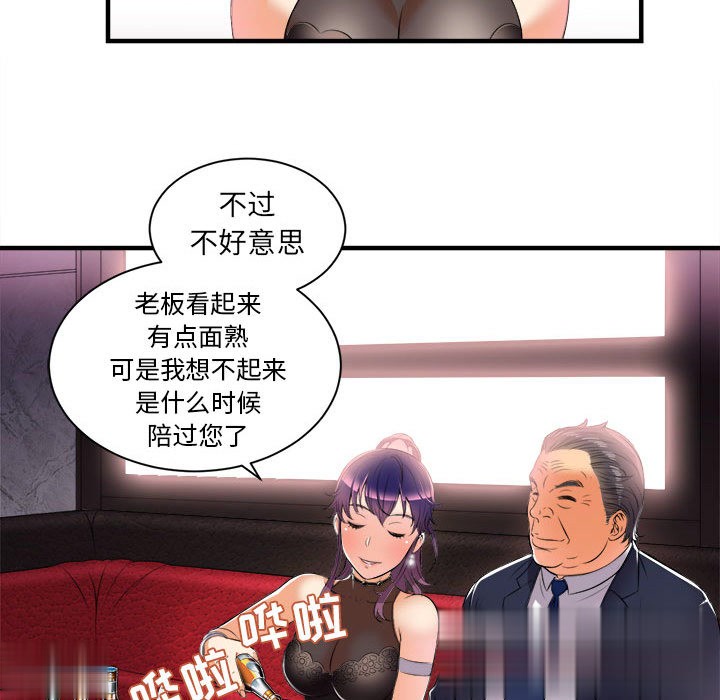 不过
不好意思
老板看起来
有点面熟
可是我想不起来
是什么时候
陪过您了
哗啦
哗啦